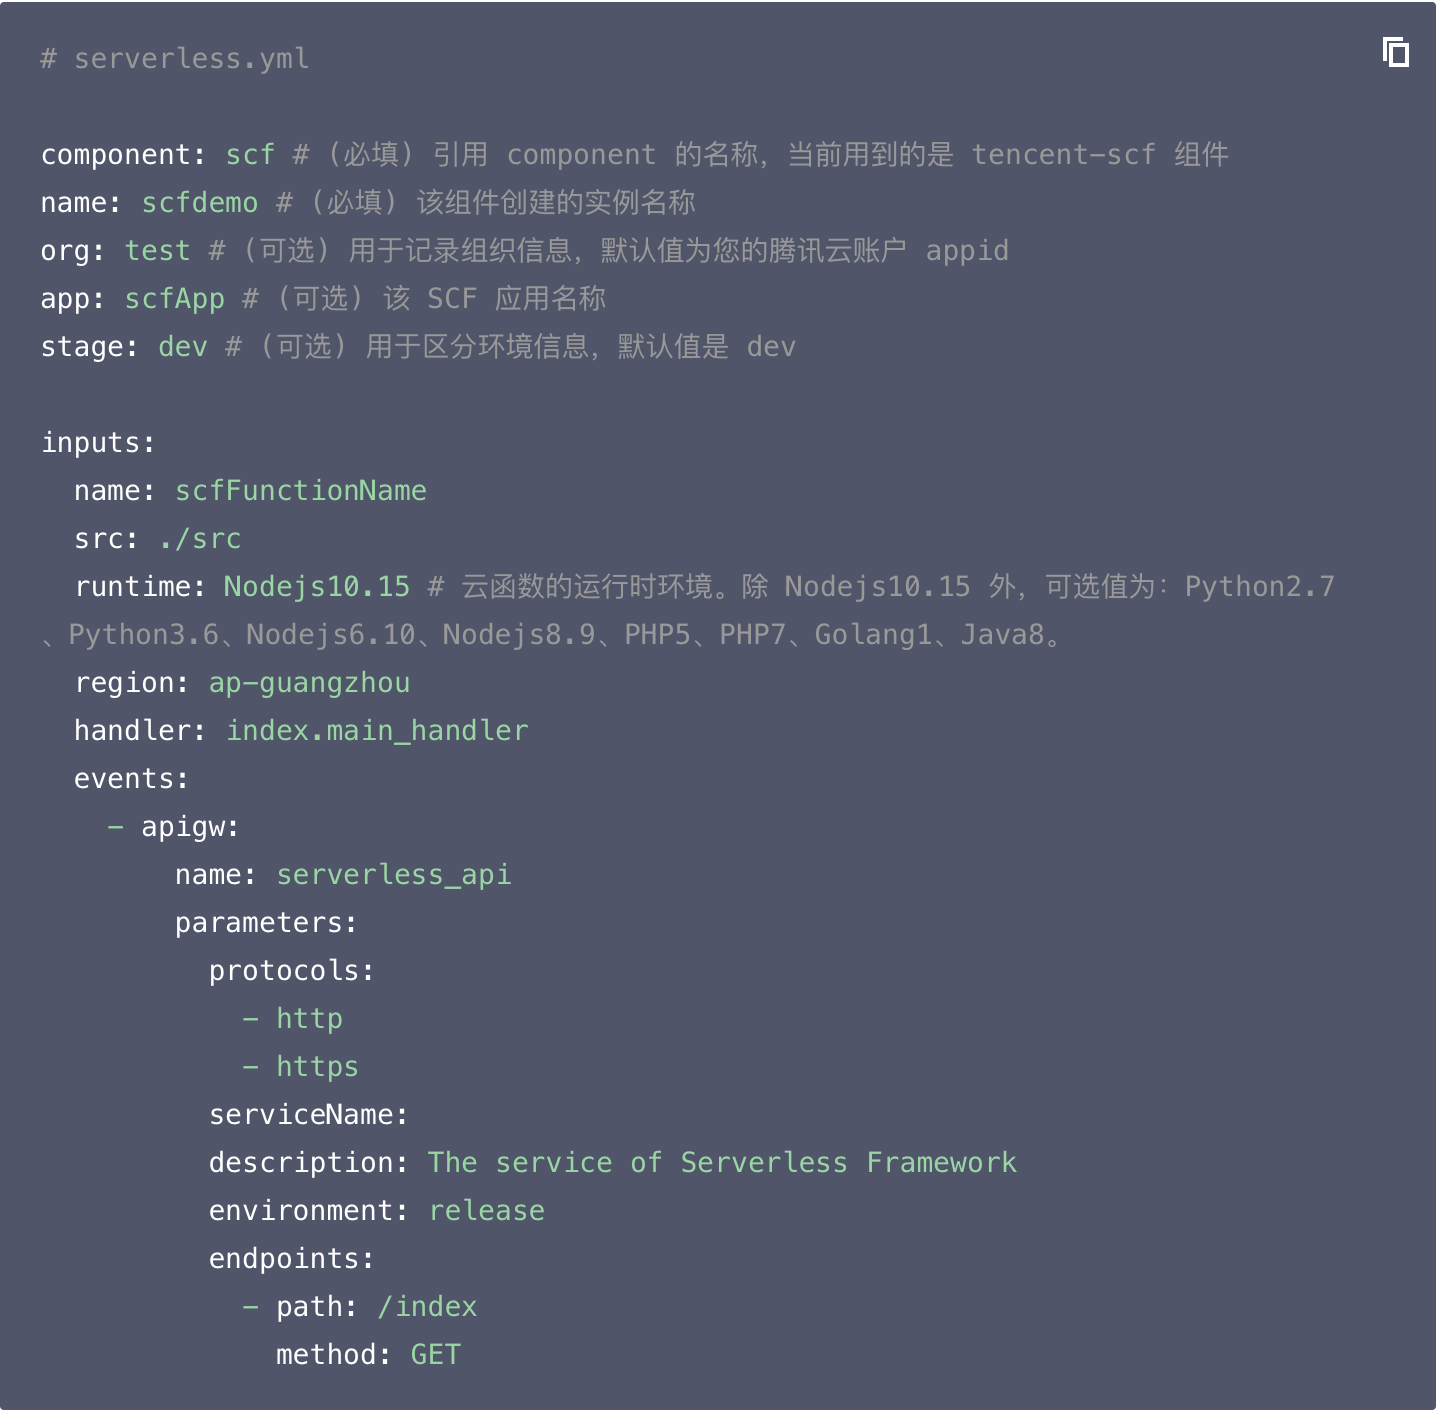 # serverless.yml

component: scf # (必填) 引用 component 的名称，当前用到的是 tencent-scf 组件
name: scfdemo # (必填) 该组件创建的实例名称
org: test # (可选) 用于记录组织信息，默认值为您的腾讯云账户 appid
app: scfApp # (可选) 该 SCF 应用名称
stage: dev # (可选) 用于区分环境信息，默认值是 dev

inputs:
  name: scfFunctionName
  src: ./src
  runtime: Nodejs10.15 # 云函数的运行时环境。除 Nodejs10.15 外，可选值为：Python2.7
、Python3.6、Nodejs6.10、Nodejs8.9、PHP5、PHP7、Golang1、Java8。
  region: ap-guangzhou
  handler: index.main_handler
  events:
    - apigw:
        name: serverless_api
        parameters:
          protocols:
            - http
            - https
          serviceName:
          description: The service of Serverless Framework
          environment: release
          endpoints:
            - path: /index
              method: GET